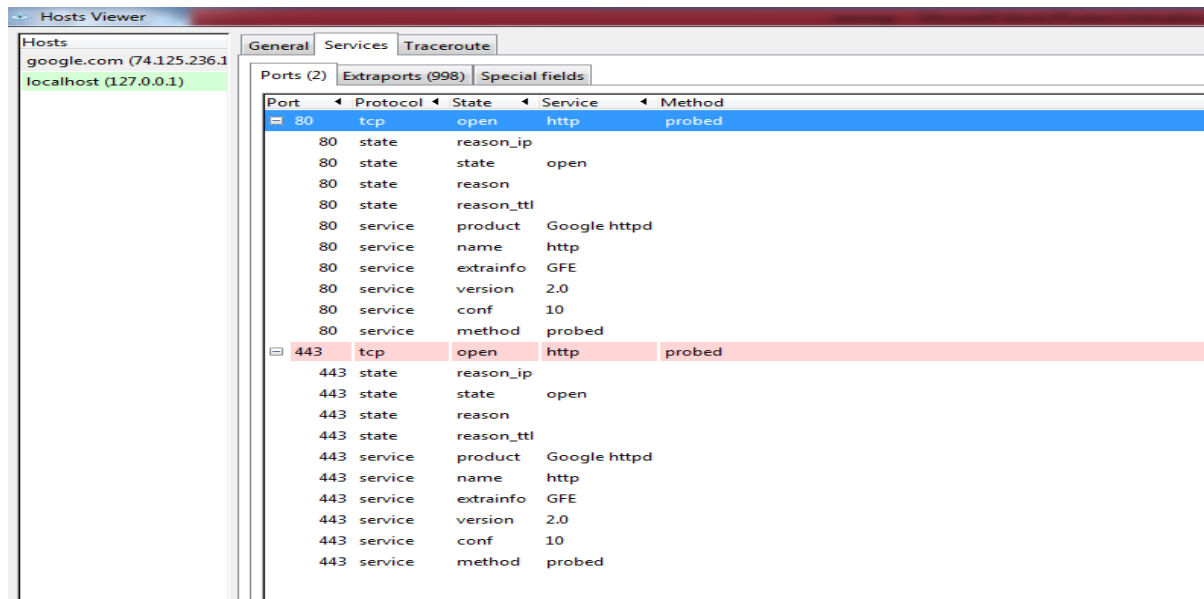 Hosts Viewer
Hosts
google.com (74.125.236.1
localhost (127.0.0.1)
General Services Traceroute
Ports (2) Extraports (998) Special fields
Port Protocol State Service Method
80 tcp open http probed
80 state reason_ip
80 state state open
80 state reason
80 state reason_ttl
80 service product Google httpd
80 service name http
80 service extrainfo GFE
80 service version 2.0
80 service conf 10
80 service method probed
443 tcp open http probed
443 state reason_ip
443 state state open
443 state reason
443 state reason_ttl
443 service product Google httpd
443 service name http
443 service extrainfo GFE
443 service version 2.0
443 service conf 10
443 service method probed